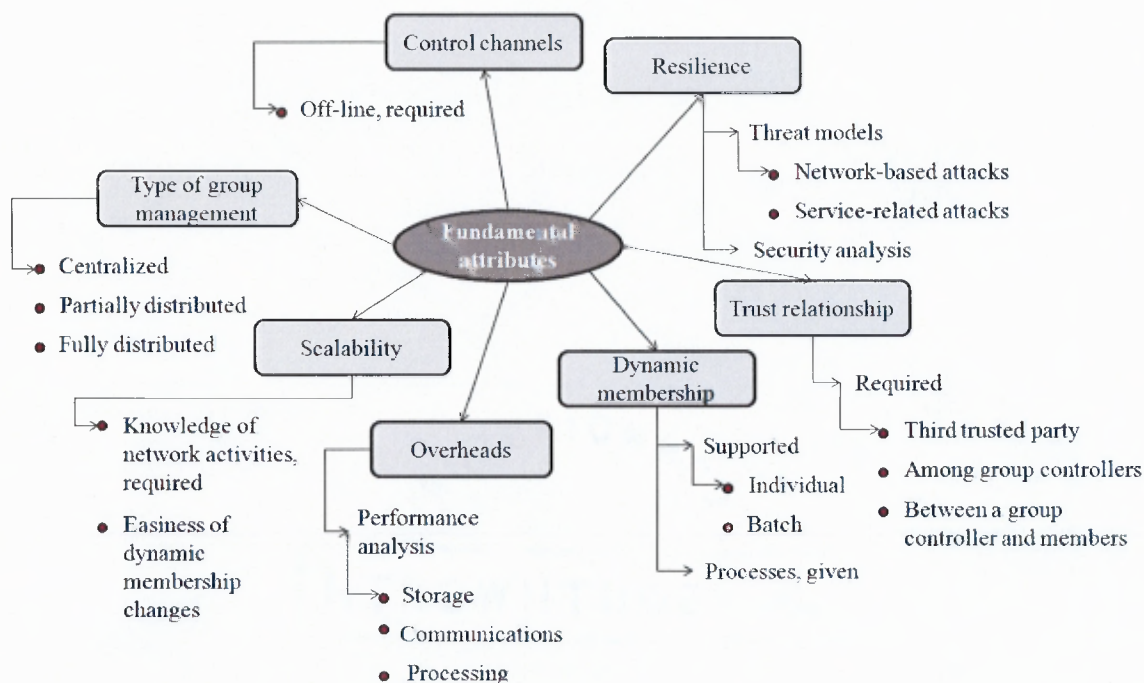 Control channels
Off-line, required
Resilience
Threat models
Network-based attacks
Service-related attacks
Security analysis
Type of group
management
Centralized
Partially distributed
Fully distributed
Fundamental
attributes
Trust relationship
Required
Third trusted party
Among group controllers
Between a group
controller and members
Scalability
Knowledge of
network activities,
required
Easiness of
dynamic
membership
changes
Overheads
Performance
analysis
Storage
Communications
Processing
Dynamic
membership
Supported
Individual
Batch
Processes, given